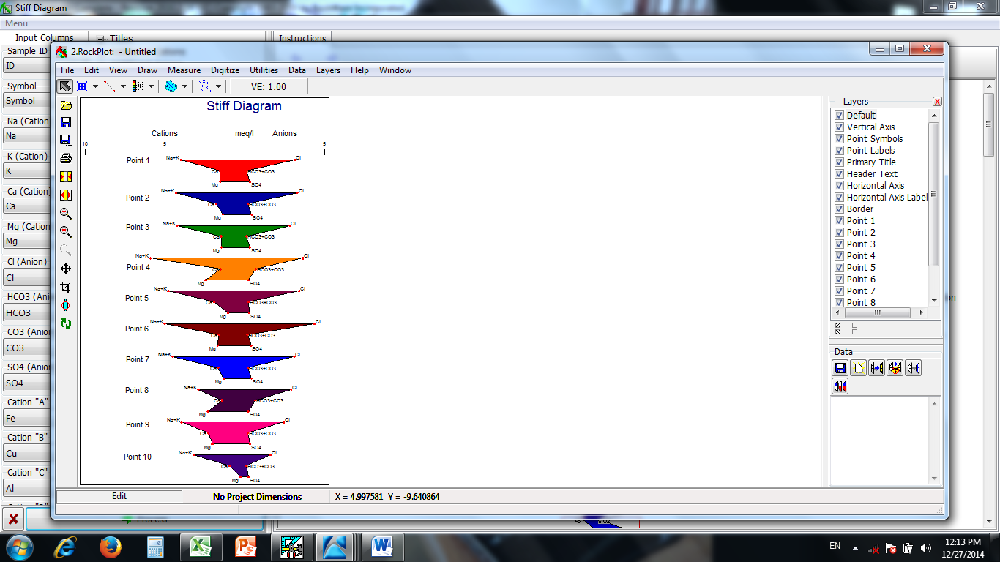 Stiff Diagram
Menu
Input Columns
Titles
Instructions
Sample ID
ID
Symbol
Symbol
Na (Cation
Na
K (Cation)
K
Ca (Cation)
Ca
Mg (Cation
Mg
Cl (Anion)
Cl
HCO3 (Ani
HCO3
CO3 (Anion
CO3
SO4 (Anion
SO4
Cation "A"
Fe
Cation "B"
Cu
Cation "C"
Al
Process
2.RockPlot: - Untitled
File Edit View Draw Measure Digitize Utilities Data Layers Help Window
VE: 1.00
Stiff Diagram
Cations meq/l Anions
10 5 5
Point 1 Na+K Cl
Ca HCO3+CO3
Mg SO4
Point 2 Na+K Cl
Ca HCO3+CO3
Mg SO4
Point 3 Na+K Cl
Ca HCO3+CO3
Mg SO4
Point 4 Na+K Cl
Ca HCO3+CO3
Mg SO4
Point 5 Na+K Cl
Ca HCO3+CO3
Mg SO4
Point 6 Na+K Cl
Ca HCO3+CO3
Mg SO4
Point 7 Na+K Cl
Ca HCO3+CO3
Mg SO4
Point 8 Na+K Cl
Ca HCO3+CO3
Mg SO4
Point 9 Na+K Cl
Ca HCO3+CO3
Mg SO4
Point 10 Na+K Cl
Ca HCO3+CO3
Mg SO4
Layers
X
Default
Vertical Axis
Point Symbols
Point Labels
Primary Title
Header Text
Horizontal Axis
Horizontal Axis Label
Border
Point 1
Point 2
Point 3
Point 4
Point 5
Point 6
Point 7
Point 8
Data
on
Edit
No Project Dimensions
X = 4.997581 Y = -9.640864
SiO2
EN
12:13 PM
12/27/2014